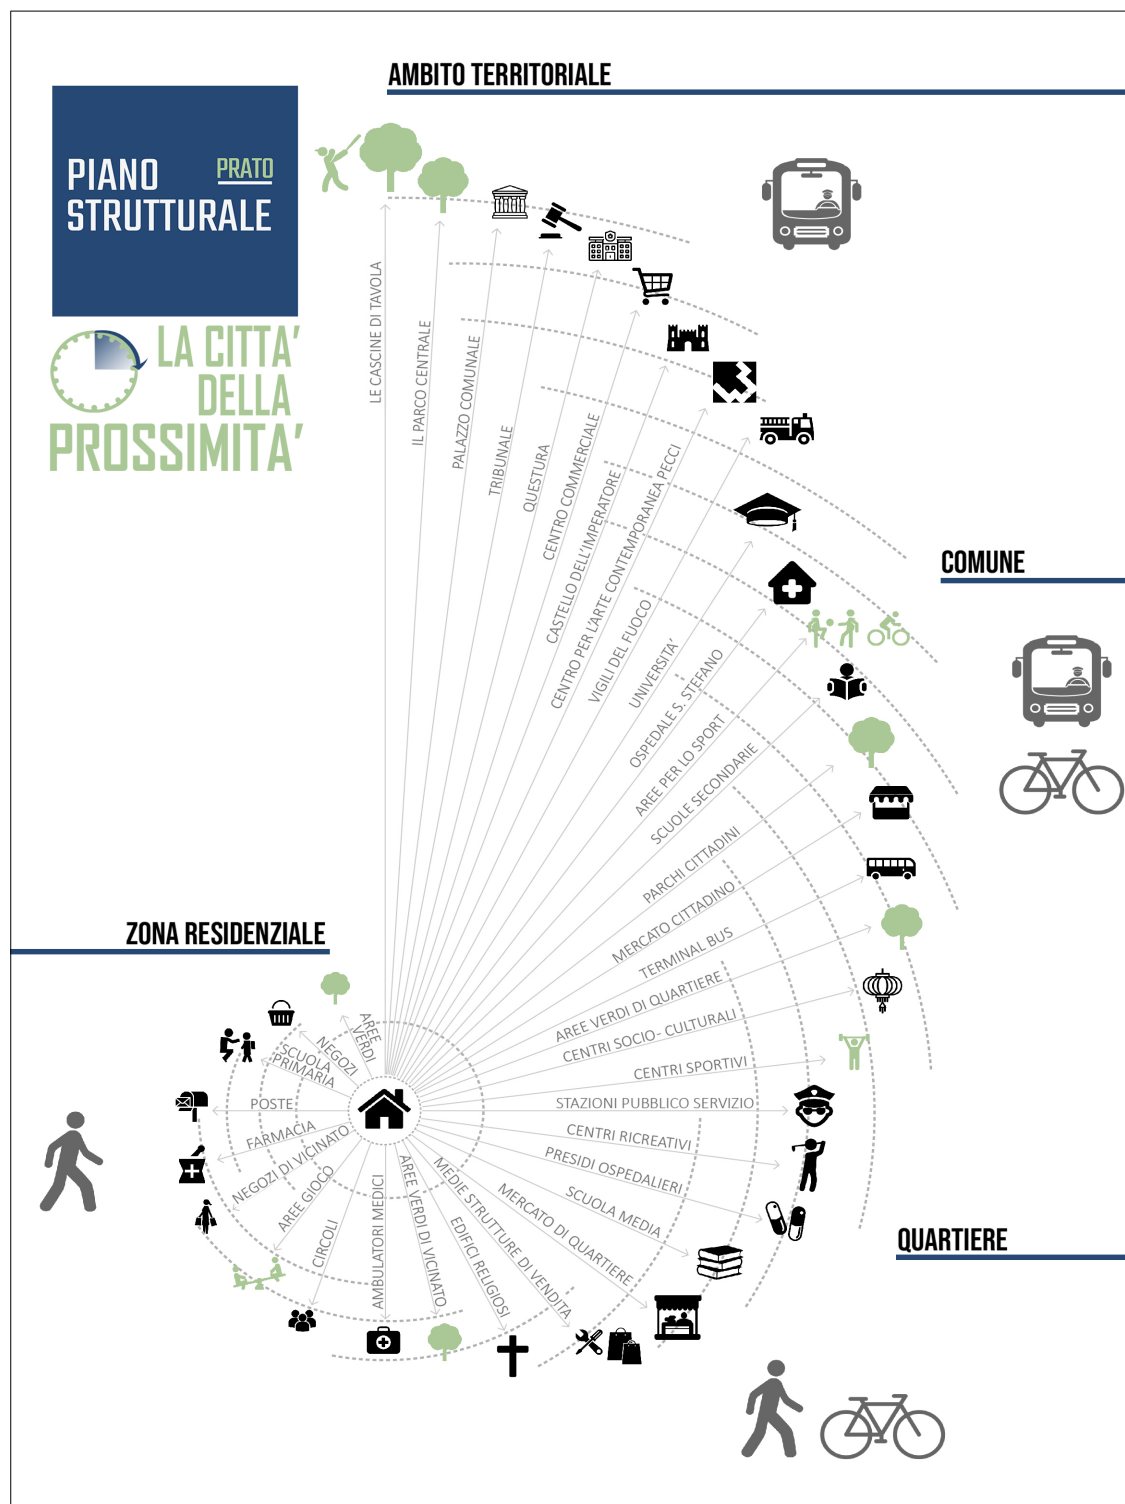 AMBITO TERRITORIALE
PIANO
STRUTTURALE
PRATO
LA CITTA'
DELLA
PROSSIMITA'
LE CASCINE DI TAVOLA
IL PARCO CENTRALE
PALAZZO COMUNALE
TRIBUNALE
QUESTURA
CENTRO COMMERCIALE
CASTELLO DELL'IMPERATORE
CENTRO PER L'ARTE CONTEMPORANEA PECCI
VIGILI DEL FUOCO
UNIVERSITA'
OSPEDALE S. STEFANO
AREE PER LO SPORT
SCUOLE SECONDARIE
COMUNE
PARCHI CITTADINI
MERCATO CITTADINO
TERMINAL BUS
AREE VERDI DI QUARTIERE
CENTRI SOCIO- CULTURALI
CENTRI SPORTIVI
STAZIONI PUBBLICO SERVIZIO
CENTRI RICREATIVI
PRESIDI OSPEDALIERI
SCUOLA MEDIA
MERCATO DI QUARTIERE
MEDIE STRUTTURE DI VENDITA
EDIFICI RELIGIOSI
AREE VERDI DI VICINATO
AMBULATORI MEDICI
CIRCOLI
AREE GIOCO
NEGOZI DI VICINATO
FARMACIA
POSTE
SCUOLA
PRIMARIA
NEGOZI
AREE
VERDI
ZONA RESIDENZIALE
QUARTIERE